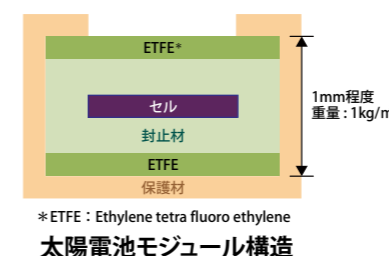 ETFE*
セル
封止材
ETFE
保護材
1mm程度
重量 : 1kg/m
＊ETFE：Ethylene tetra fluoro ethylene
太陽電池モジュール構造